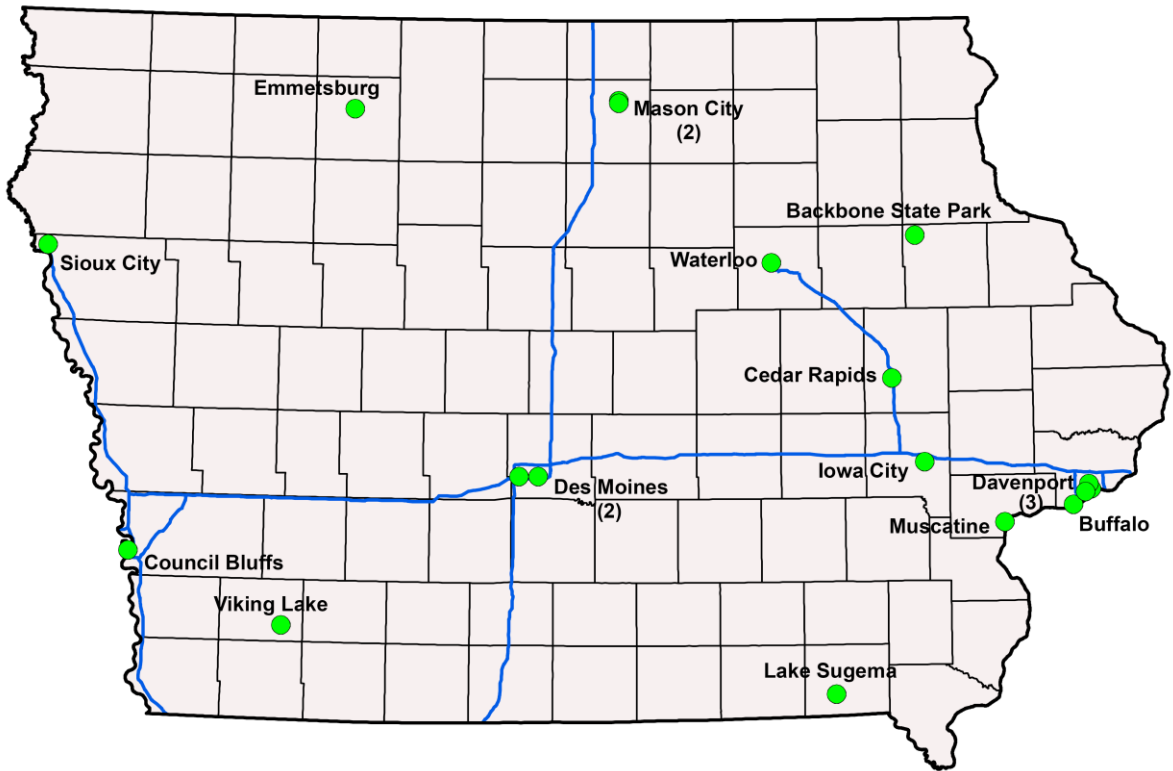 Emmetsburg
Mason City
(2)
Backbone State Park
Sioux City
Waterloo
Cedar Rapids
Iowa City
Des Moines
(2)
Davenport
(3)
Muscatine
Buffalo
Council Bluffs
Viking Lake
Lake Sugema